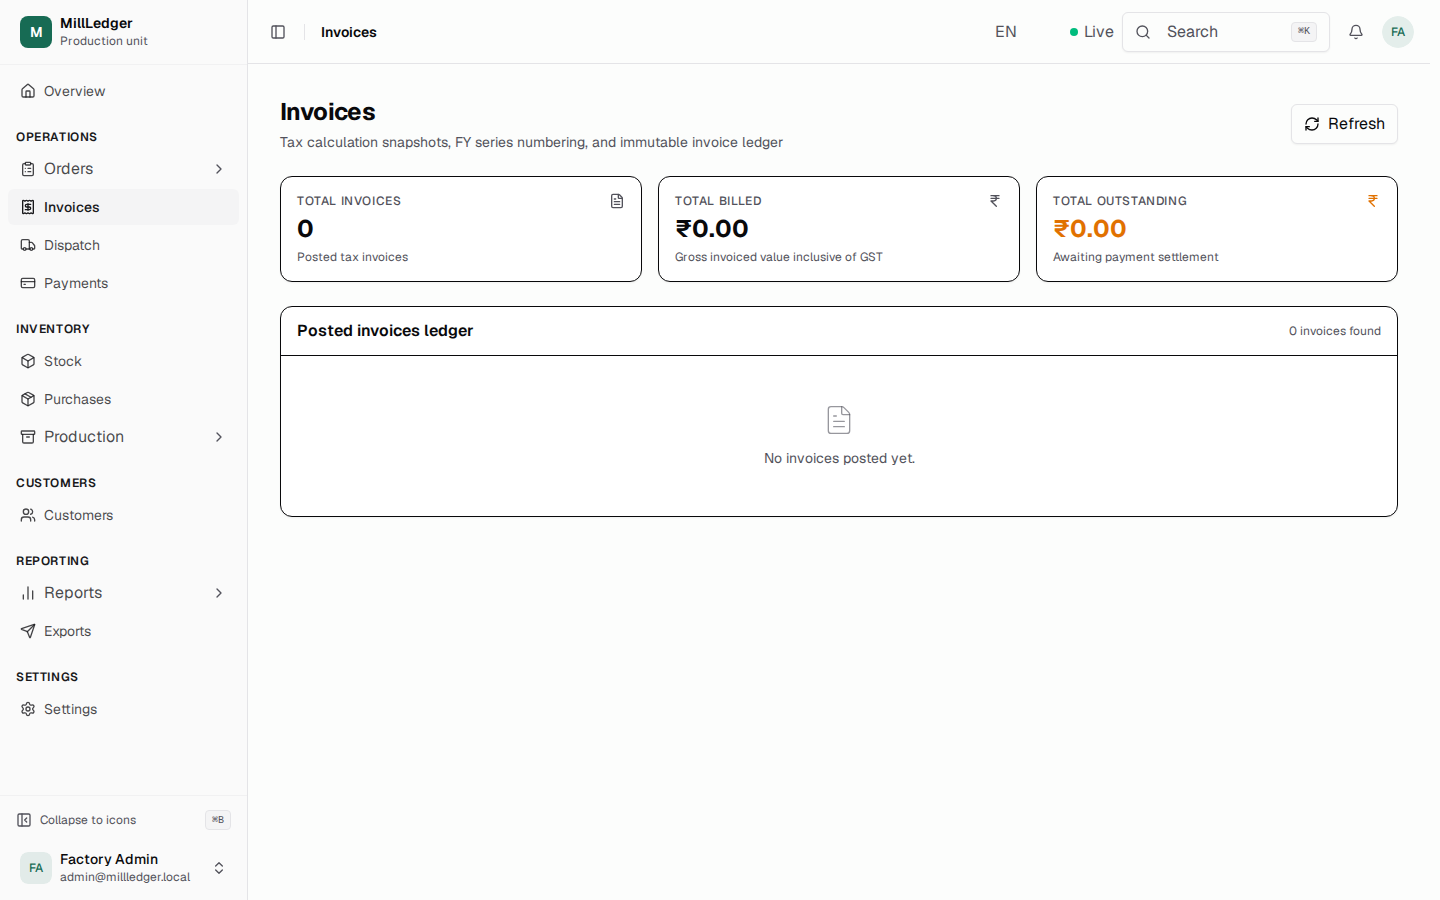 M
MillLedger
Production unit
Overview
OPERATIONS
Orders
Invoices
Dispatch
Payments
INVENTORY
Stock
Purchases
Production
CUSTOMERS
Customers
REPORTING
Reports
Exports
SETTINGS
Settings
Collapse to icons
⌘B
FA
Factory Admin
admin@millledger.local
Invoices
EN
Live
Search
⌘K
FA
Invoices
Tax calculation snapshots, FY series numbering, and immutable invoice ledger
Refresh
TOTAL INVOICES
0
Posted tax invoices
TOTAL BILLED
₹
₹0.00
Gross invoiced value inclusive of GST
TOTAL OUTSTANDING
₹
₹0.00
Awaiting payment settlement
Posted invoices ledger
0 invoices found
No invoices posted yet.